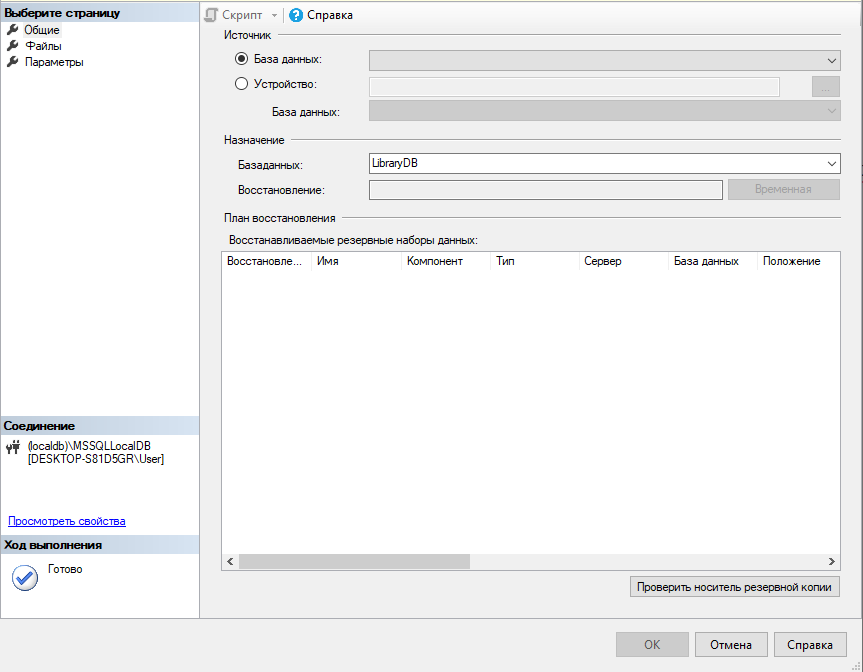 Выберите страницу
Общие
Файлы
Параметры
Скрипт
Справка
Источник
База данных:
Устройство:
...
База данных:
Назначение
Базаданных:
LibraryDB
Восстановление:
Временная
План восстановления
Восстанавливаемые резервные наборы данных:
Восстановле... Имя Компонент Тип Сервер База данных Положение
Соединение
(localdb)\MSSQLLocalDB
[DESKTOP-S81D5GR\User]
Просмотреть свойства
Ход выполнения
Готово
Проверить носитель резервной копии
ОК Отмена Справка